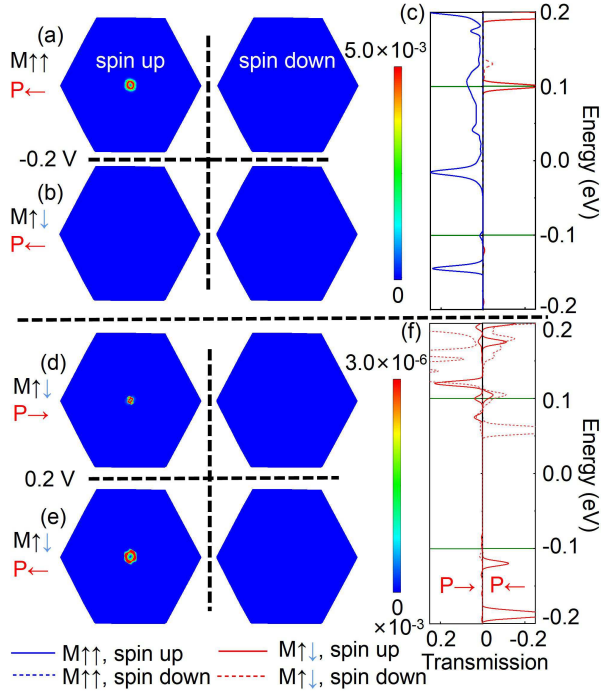 (a)
spin up
spin down
M↑↑
P←
-0.2 V
(b)
M↑↓
P←
5.0×10⁻³
0
(c)
0.2
0.1
0.0
-0.1
-0.2
Energy (eV)
(d)
M↑↓
P→
0.2 V
(e)
M↑↓
P←
3.0×10⁻⁶
0
×10⁻³
(f)
0.2
0.1
0.0
-0.1
-0.2
Energy (eV)
P→
P←
0.2 0 0.2
Transmission
M↑↑, spin up
M↑↓, spin up
M↑↑, spin down
M↑↓, spin down